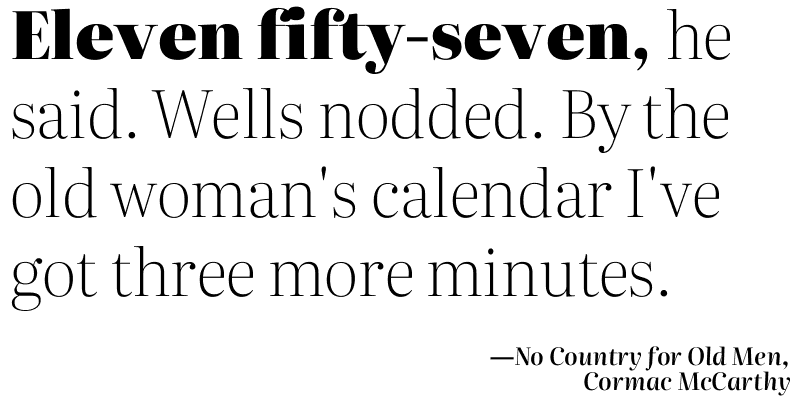 Eleven fifty-seven, he
said. Wells nodded. By the
old woman's calendar I've
got three more minutes.
—No Country for Old Men,
Cormac McCarthy